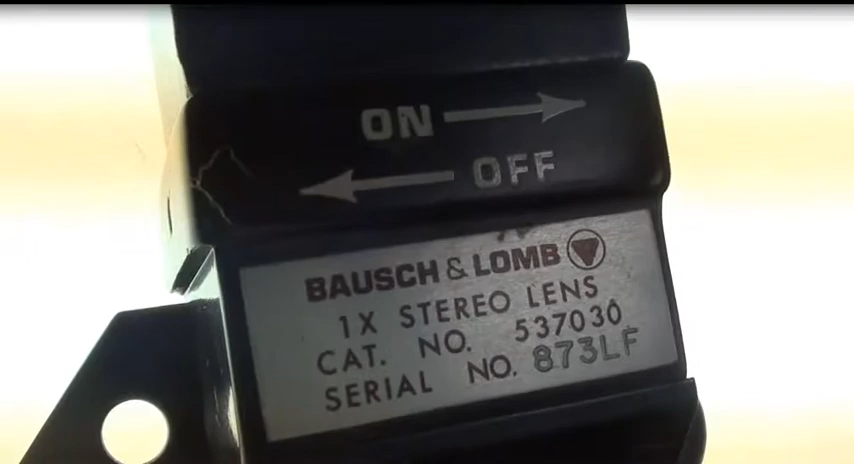 ON
OFF
BAUSCH & LOMB
1X STEREO LENS
CAT. NO. 537030
SERIAL NO. 873LF